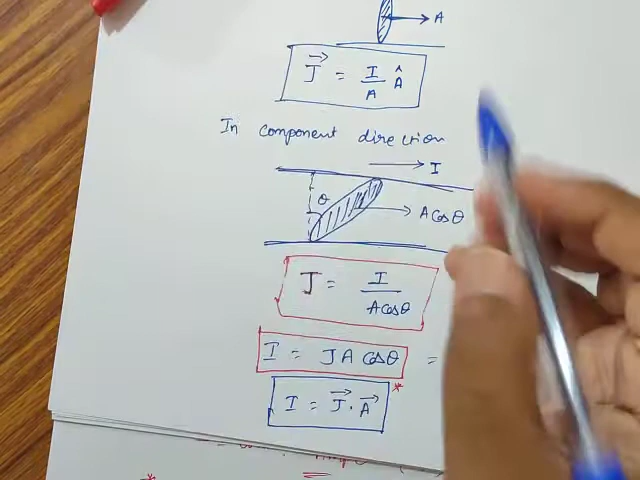 A
J⃗ = I/A Â
In component direction
I
θ
A cosθ
J = I/A cosθ
I = J A cosθ =
I = J⃗ . A⃗ *
*